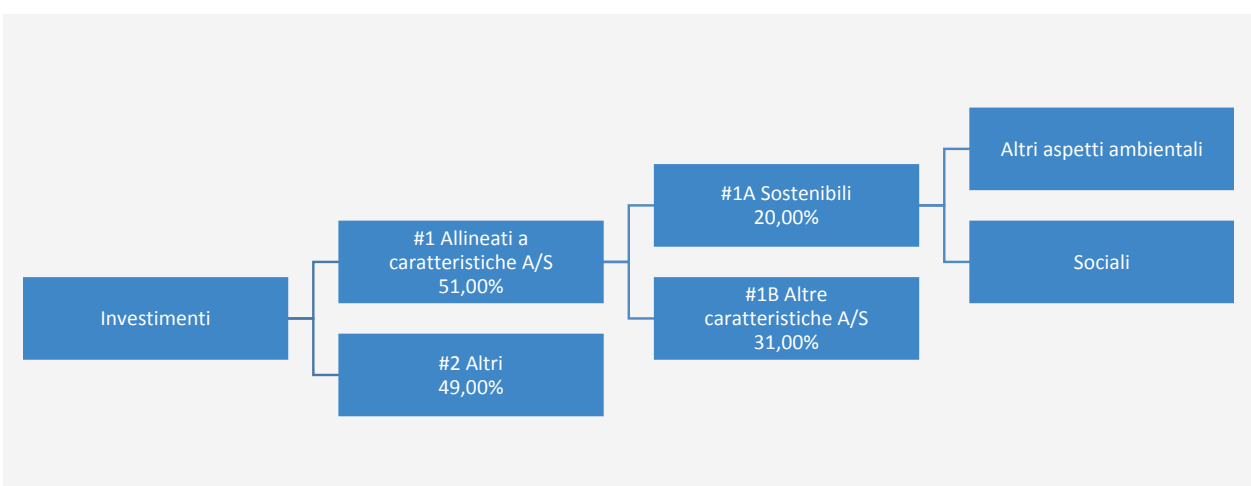 Investimenti
#1 Allineati a
caratteristiche A/S
51,00%
#2 Altri
49,00%
#1A Sostenibili
20,00%
#1B Altre
caratteristiche A/S
31,00%
Altri aspetti ambientali
Sociali